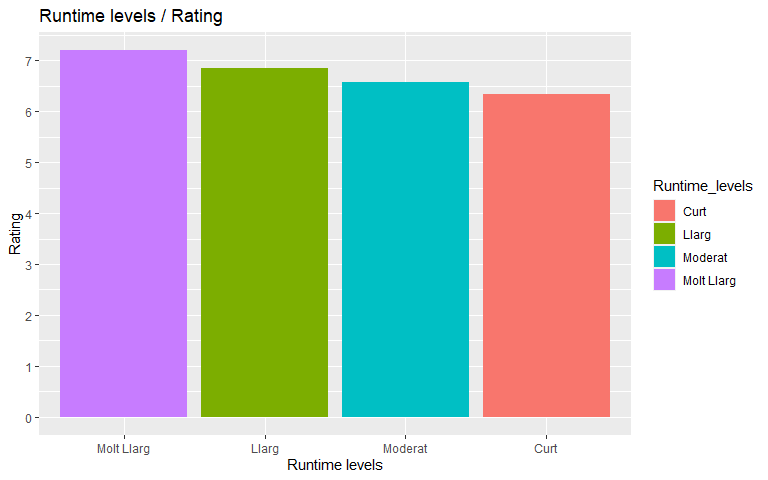 Runtime levels / Rating
7
6
5
4
3
2
1
0
Rating
Molt Llarg
Llarg
Moderat
Curt
Runtime levels
Runtime_levels
Curt
Llarg
Moderat
Molt Llarg